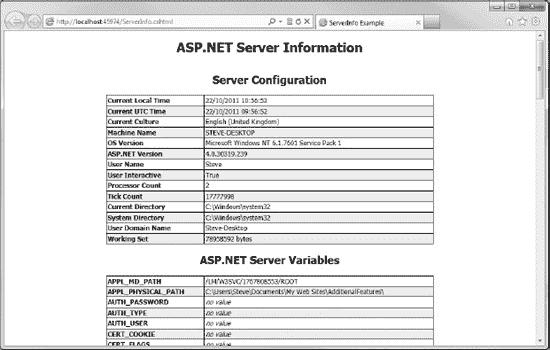 http://localhost:45974/ServerInfo.cshtml
ServerInfo Example
ASP.NET Server Information
Server Configuration
Current Local Time 22/10/2011 10:56:52
Current UTC Time 22/10/2011 09:56:52
Current Culture English (United Kingdom)
Machine Name STEVE-DESKTOP
OS Version Microsoft Windows NT 6.1.7601 Service Pack 1
ASP.NET Version 4.0.30319.239
User Name Steve
User Interactive True
Processor Count 2
Tick Count 17777998
Current Directory C:\Windows\system32
System Directory C:\Windows\system32
User Domain Name Steve-Desktop
Working Set 78958592 bytes
ASP.NET Server Variables
APPL_MD_PATH /LM/W3SVC/1767808553/ROOT
APPL_PHYSICAL_PATH C:\Users\Steve\Documents\My Web Sites\AdditionalFeatures\
AUTH_PASSWORD no value
AUTH_TYPE no value
AUTH_USER no value
CERT_COOKIE no value
CERT_FLAGS no value